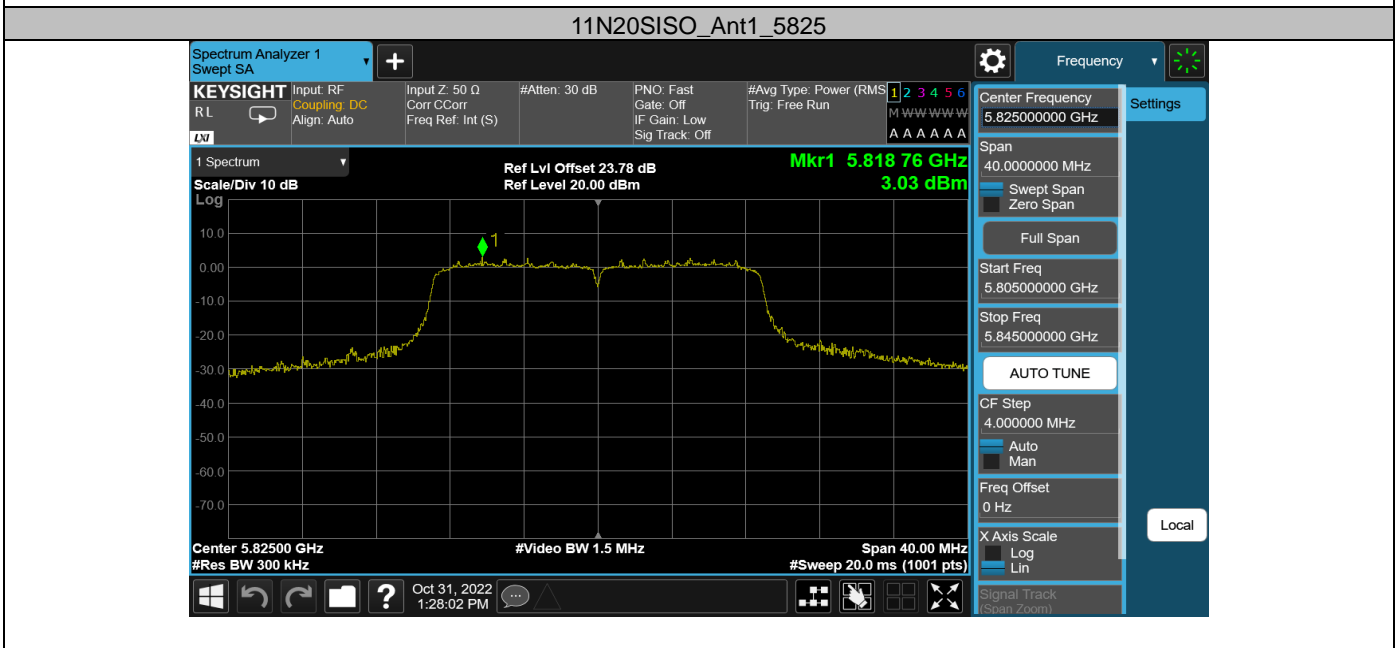 11N20SISO_Ant1_5825
Spectrum Analyzer 1
Swept SA
Frequency
KEYSIGHT
RL
LXI
Input: RF
Coupling: DC
Align: Auto
Input Z: 50 Ω
Corr CCorr
Freq Ref: Int (S)
#Atten: 30 dB
PNO: Fast
Gate: Off
IF Gain: Low
Sig Track: Off
#Avg Type: Power (RMS
Trig: Free Run
1 2 3 4 5 6
M W W W W W
A A A A A A
1 Spectrum
Scale/Div 10 dB
Log
Ref Lvl Offset 23.78 dB
Ref Level 20.00 dBm
Mkr1 5.818 76 GHz
3.03 dBm
1
10.0
0.00
-10.0
-20.0
-30.0
-40.0
-50.0
-60.0
-70.0
Center 5.82500 GHz
#Res BW 300 kHz
#Video BW 1.5 MHz
Span 40.00 MHz
#Sweep 20.0 ms (1001 pts)
Oct 31, 2022
1:28:02 PM
Center Frequency
5.825000000 GHz
Span
40.0000000 MHz
Swept Span
Zero Span
Full Span
Start Freq
5.805000000 GHz
Stop Freq
5.845000000 GHz
AUTO TUNE
CF Step
4.000000 MHz
Auto
Man
Freq Offset
0 Hz
X Axis Scale
Log
Lin
Signal Track
(Span Zoom)
Settings
Local